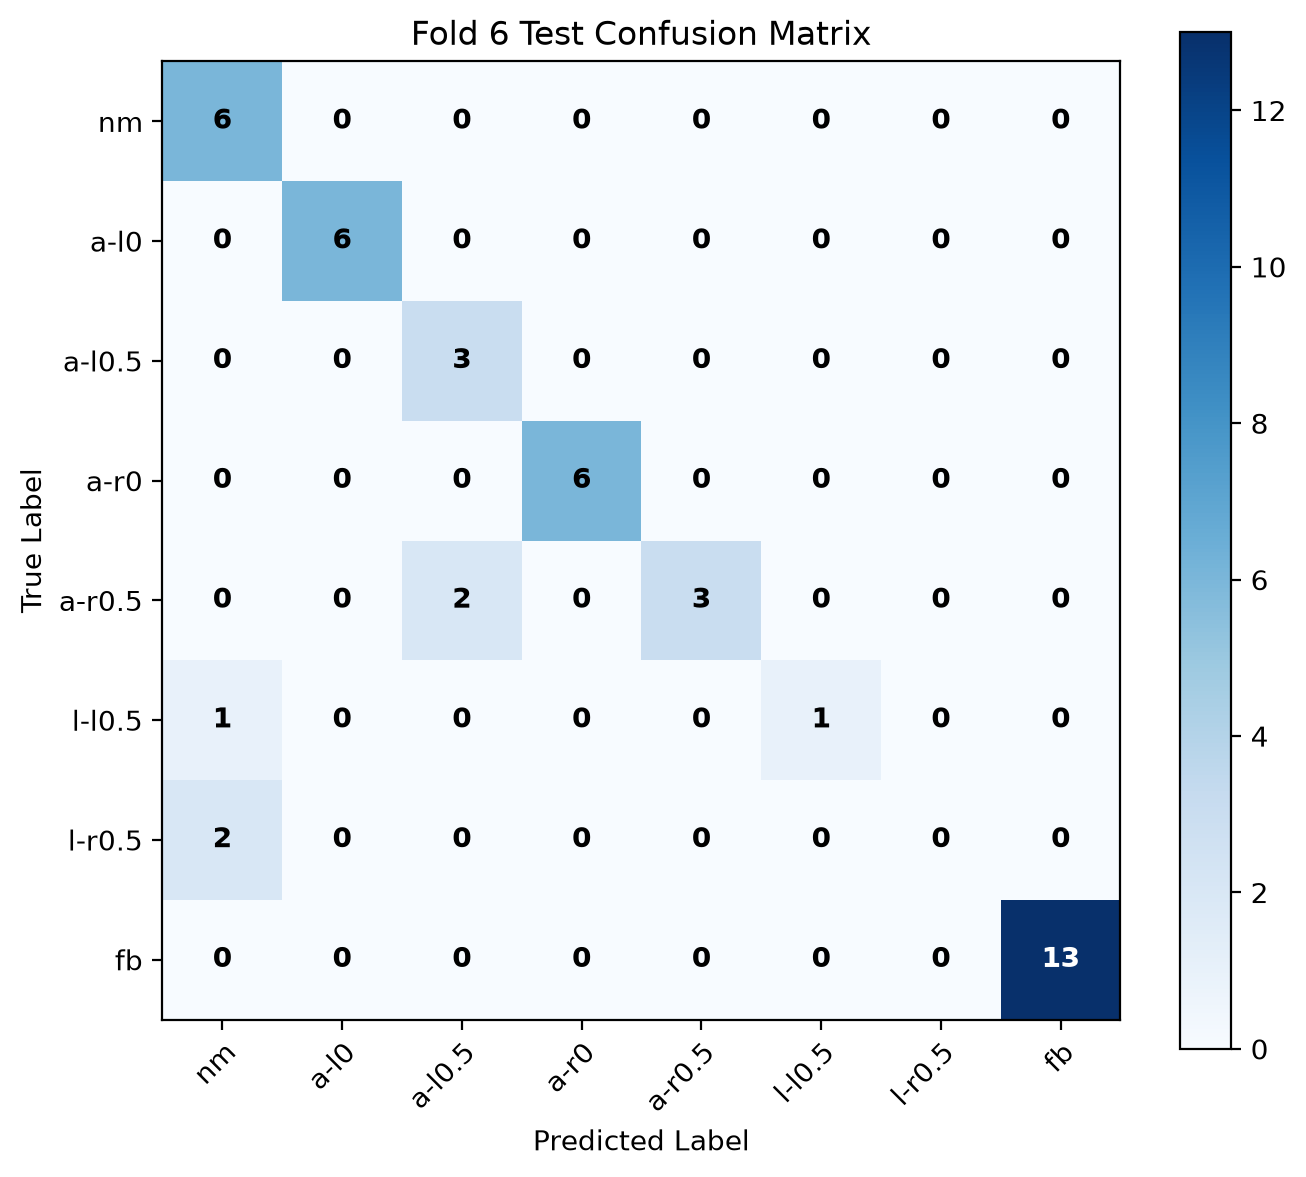 Fold 6 Test Confusion Matrix
nm 6 0 0 0 0 0 0 0
a-l0 0 6 0 0 0 0 0 0
a-l0.5 0 0 3 0 0 0 0 0
a-r0 0 0 0 6 0 0 0 0
a-r0.5 0 0 2 0 3 0 0 0
l-l0.5 1 0 0 0 0 1 0 0
l-r0.5 2 0 0 0 0 0 0 0
fb 0 0 0 0 0 0 0 13
nm a-l0 a-l0.5 a-r0 a-r0.5 l-l0.5 l-r0.5 fb
Predicted Label
True Label
12
10
8
6
4
2
0